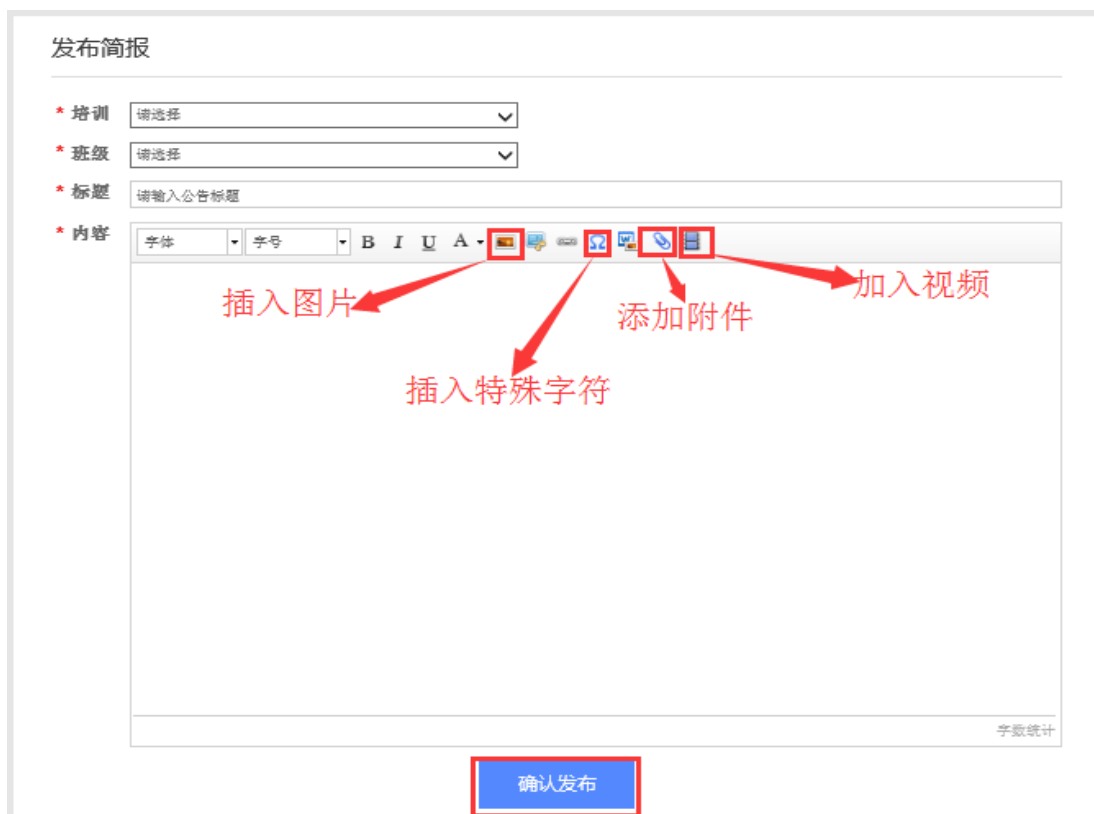 发布简报
* 培训 请选择
* 班级 请选择
* 标题 请输入公告标题
* 内容 字体 字号 B I U A Ω W
插入图片
加入视频
添加附件
插入特殊字符
字数统计
确认发布